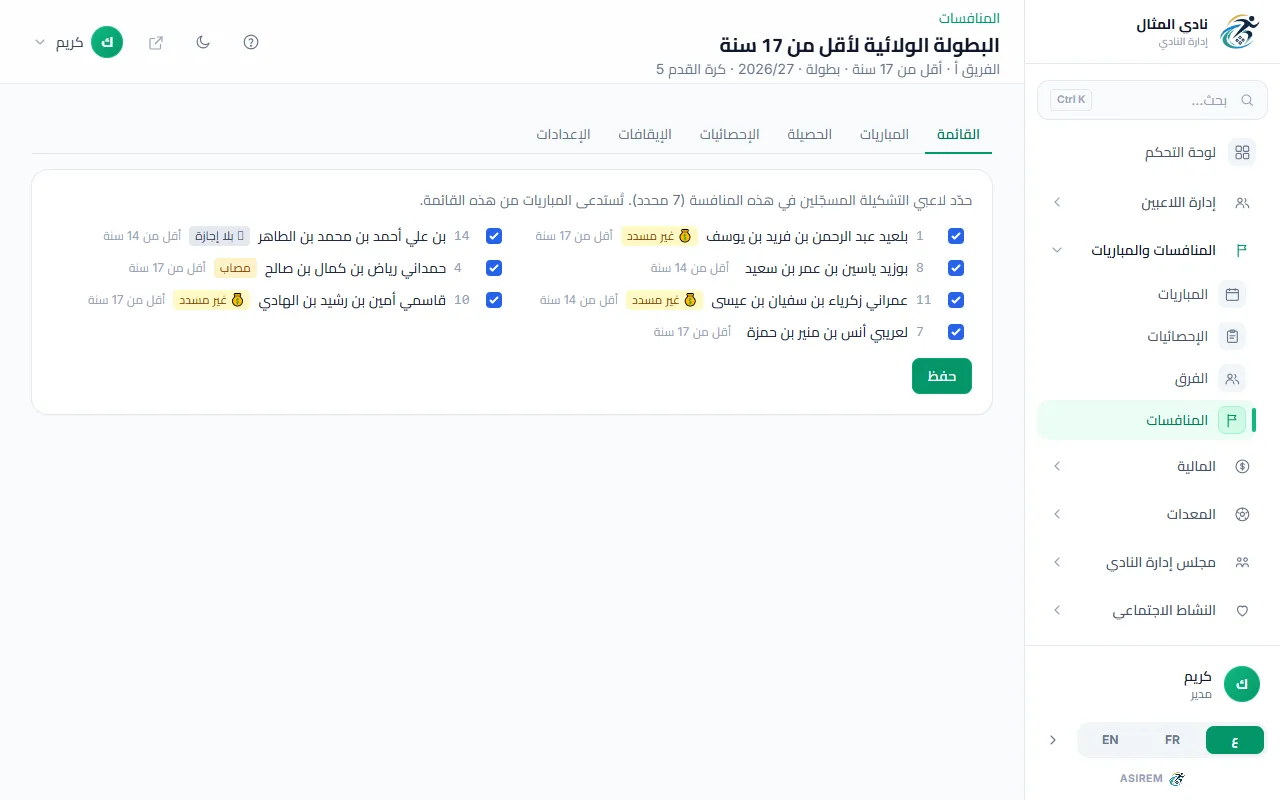 نادي المثال
إدارة النادي
بحث...
Ctrl K
لوحة التحكم
إدارة اللاعبين
المنافسات والمباريات
المباريات
الإحصائيات
الفرق
المنافسات
المالية
المعدات
مجلس إدارة النادي
النشاط الاجتماعي
ك
كريم
مدير
ع
FR
EN
ASIREM
المنافسات
البطولة الولائية لأقل من 17 سنة
الفريق أ · أقل من 17 سنة · بطولة · 2026/27 · كرة القدم 5
ك
كريم
القائمة
المباريات
الحصيلة
الإحصائيات
الإيقافات
الإعدادات
حدّد لاعبي التشكيلة المسجّلين في هذه المنافسة (7 محدد). تُستدعى المباريات من هذه القائمة.
1 بلعيد عبد الرحمن بن فريد بن يوسف غير مسدد أقل من 17 سنة
14 بن علي أحمد بن محمد بن الطاهر بلا إجازة أقل من 14 سنة
8 بوزيد ياسين بن عمر بن سعيد أقل من 14 سنة
4 حمداني رياض بن كمال بن صالح مصاب أقل من 17 سنة
11 عمراني زكرياء بن سفيان بن عيسى غير مسدد أقل من 14 سنة
10 قاسمي أمين بن رشيد بن الهادي غير مسدد أقل من 17 سنة
7 لعريبي أنس بن منير بن حمزة أقل من 17 سنة
حفظ